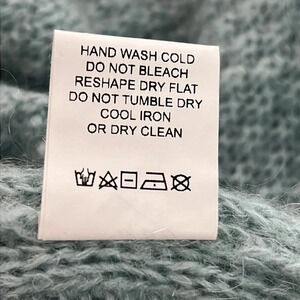 HAND WASH COLD
DO NOT BLEACH
RESHAPE DRY FLAT
DO NOT TUMBLE DRY
COOL IRON
OR DRY CLEAN